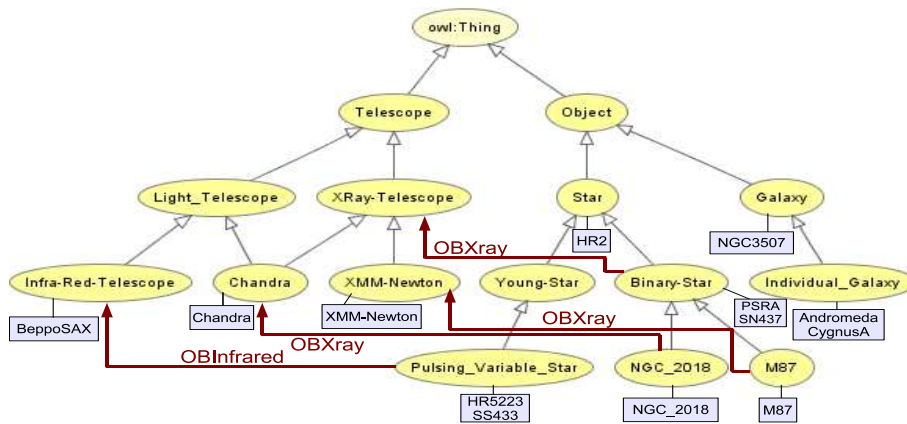 owl:Thing
Telescope
Object
Light_Telescope
XRay-Telescope
Star
Galaxy
HR2
NGC3507
OBXray
Infra-Red-Telescope
Chandra
XMM-Newton
Young-Star
Binary-Star
Individual_Galaxy
BeppoSAX
Chandra
XMM-Newton
PSRA
SN437
Andromeda
CygnusA
OBXray
OBXray
OBInfrared
Pulsing_Variable_Star
NGC_2018
M87
HR5223
SS433
NGC_2018
M87